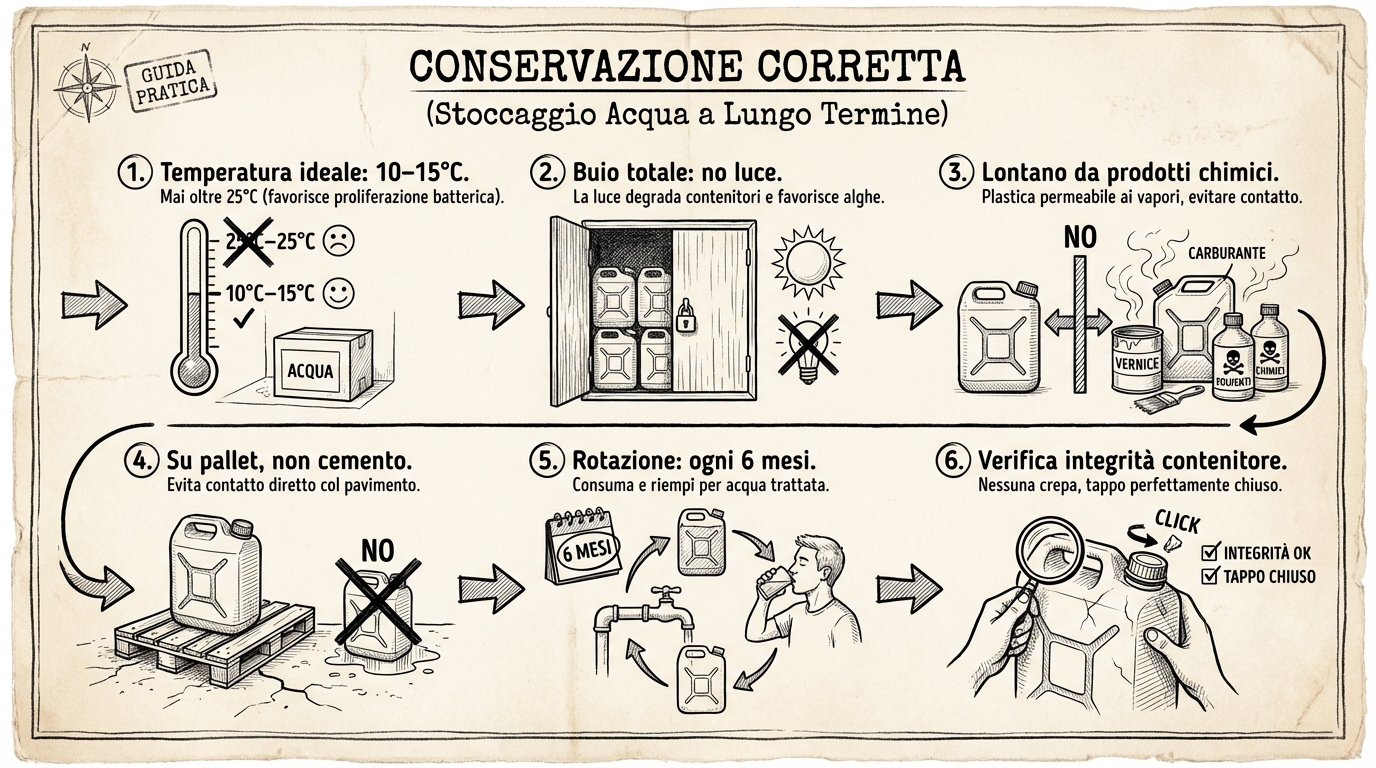 N
GUIDA
PRATICA
CONSERVAZIONE CORRETTA
(Stoccaggio Acqua a Lungo Termine)
1. Temperatura ideale: 10–15°C.
Mai oltre 25°C (favorisce proliferazione batterica).
25°C–25°C
10°C–15°C
ACQUA
2. Buio totale: no luce.
La luce degrada contenitori e favorisce alghe.
3. Lontano da prodotti chimici.
Plastica permeabile ai vapori, evitare contatto.
NO
CARBURANTE
VERNICE
CHIMICI
4. Su pallet, non cemento.
Evita contatto diretto col pavimento.
NO
5. Rotazione: ogni 6 mesi.
Consuma e riempi per acqua trattata.
6 MESI
6. Verifica integrità contenitore.
Nessuna crepa, tappo perfettamente chiuso.
CLICK
INTEGRITÀ OK
TAPPO CHIUSO